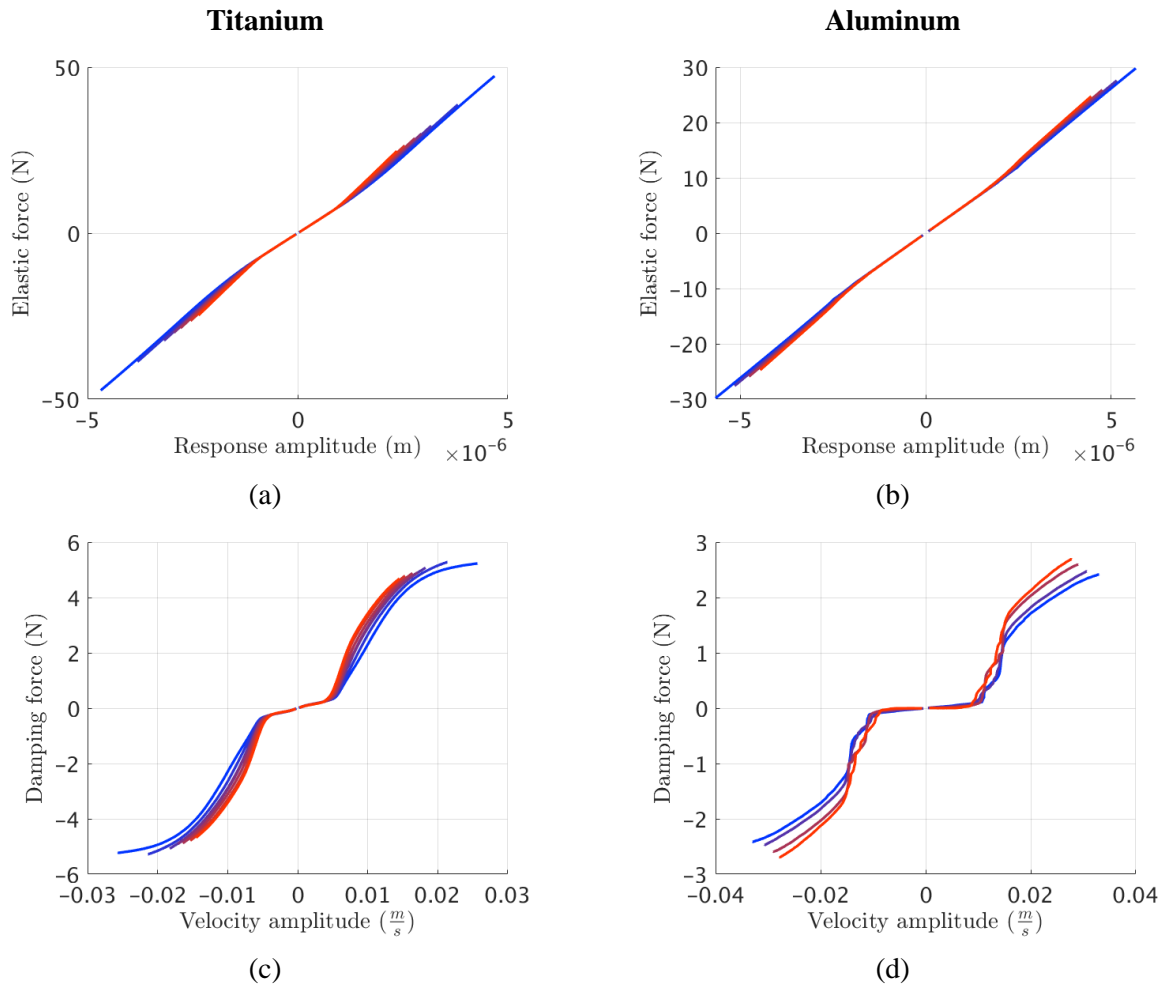 Titanium
Aluminum
50
0
−50
Elastic force (N)
−5
0
5
Response amplitude (m)
×10⁻⁶
(a)
30
20
10
0
−10
−20
−30
Elastic force (N)
−5
0
5
Response amplitude (m)
×10⁻⁶
(b)
6
4
2
0
−2
−4
−6
Damping force (N)
−0.03 −0.02 −0.01 0 0.01 0.02 0.03
Velocity amplitude (m/s)
(c)
3
2
1
0
−1
−2
−3
Damping force (N)
−0.04 −0.02 0 0.02 0.04
Velocity amplitude (m/s)
(d)